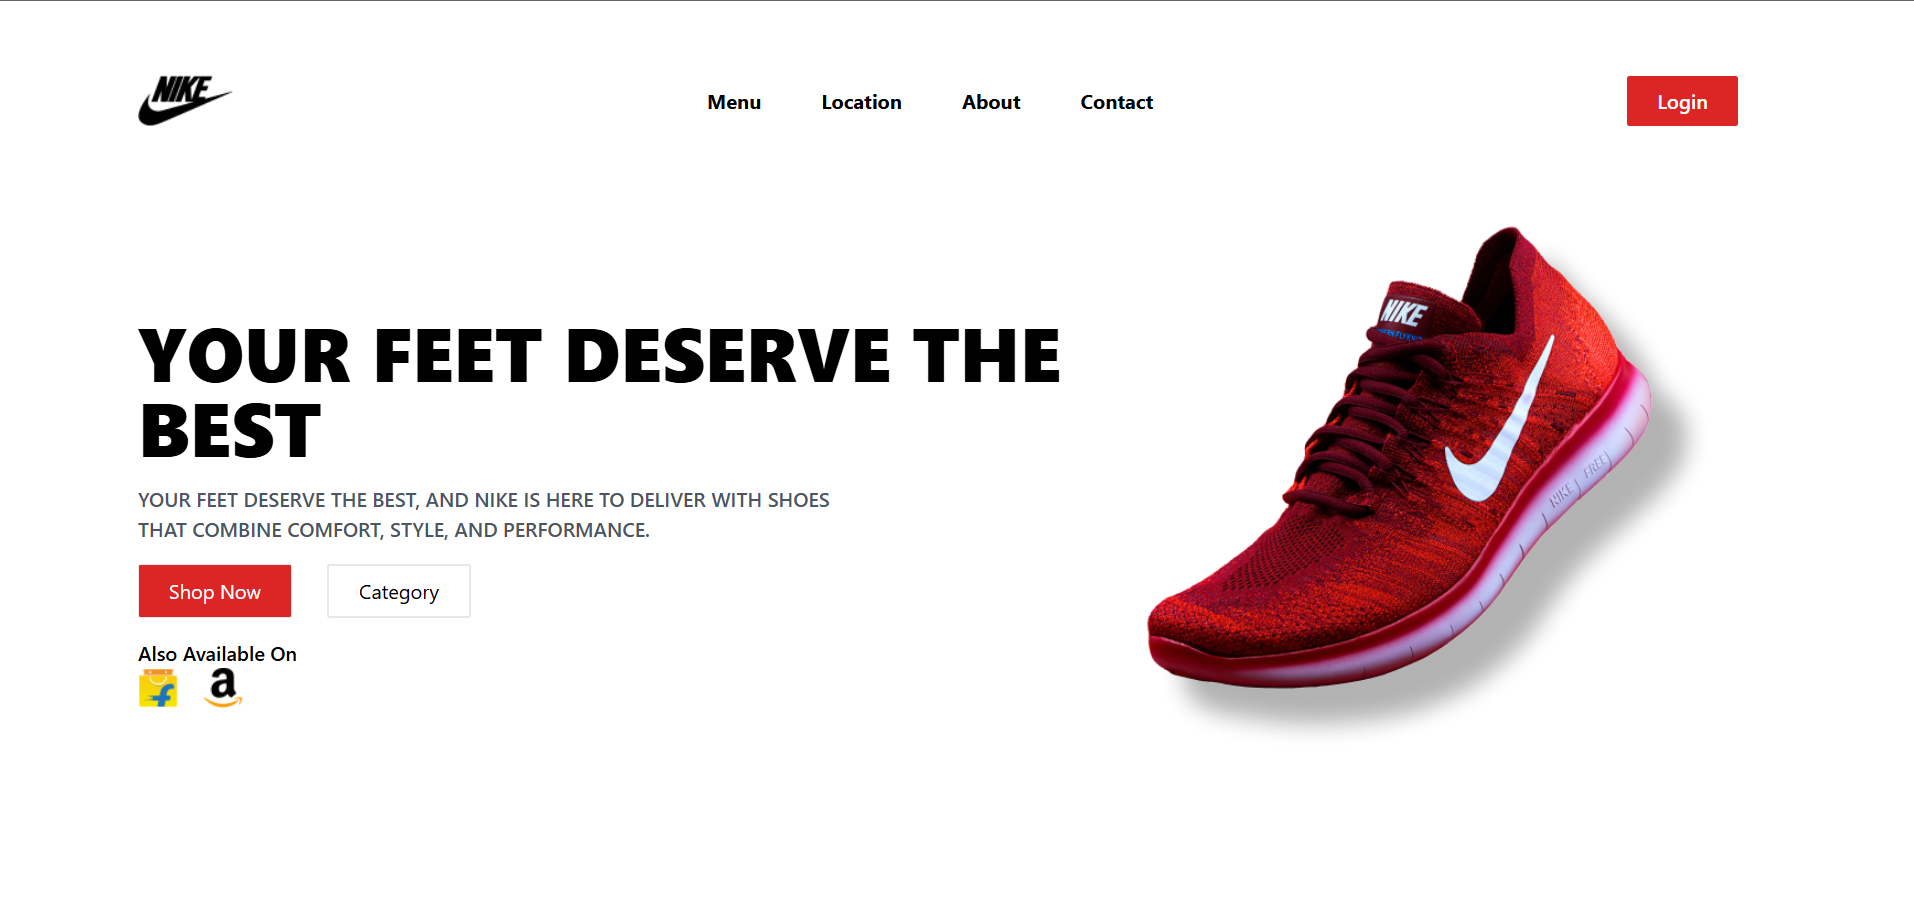 NIKE
Menu
Location
About
Contact
Login
YOUR FEET DESERVE THE
BEST
YOUR FEET DESERVE THE BEST, AND NIKE IS HERE TO DELIVER WITH SHOES
THAT COMBINE COMFORT, STYLE, AND PERFORMANCE.
Shop Now
Category
Also Available On
f
a
NIKE
NIKE FREE